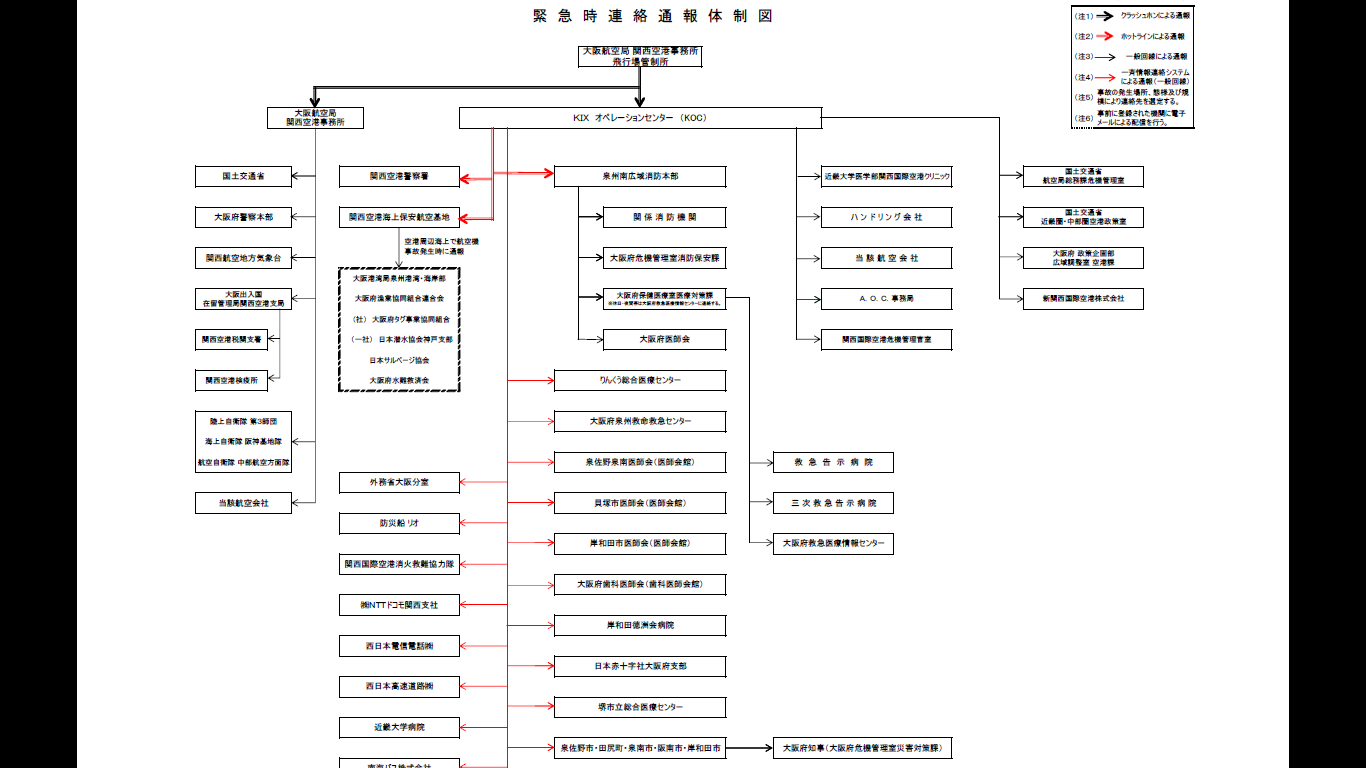 緊急時連絡通報体制図
（注1） クラッシュホンによる通報
（注2） ホットラインによる通報
（注3） 一般回線による通報
（注4） 一斉情報連絡システム
による通報（一般回線）
（注5） 事故の発生場所、態様及び規
模により連絡先を選定する。
（注6） 事前に登録された機関に電子
メールによる配信を行う。
大阪航空局 関西空港事務所
飛行場管制所
大阪航空局
関西空港事務所
KIX オペレーションセンター （KOC）
国土交通省
大阪府警察本部
関西航空地方気象台
大阪出入国
在留管理局関西空港支局
関西空港税関支署
関西空港検疫所
陸上自衛隊 第3師団
海上自衛隊 阪神基地隊
航空自衛隊 中部航空方面隊
当該航空会社
関西空港警察署
関西空港海上保安航空基地
空港周辺海上で航空機
事故発生時に通報
大阪港湾局泉州港湾・海岸部
大阪府漁業協同組合連合会
（社） 大阪府タグ事業協同組合
（一社） 日本潜水協会神戸支部
日本サルベージ協会
大阪府水難救済会
外務省大阪分室
防災船 リオ
関西国際空港消火救難協力隊
㈱NTTドコモ関西支社
西日本電信電話㈱
西日本高速道路㈱
近畿大学病院
南海バス株式会社
泉州南広域消防本部
関係消防機関
大阪府危機管理室消防保安課
大阪府保健医療室医療対策課
※休日・夜間等は大阪府救急医療情報センターに連絡する。
大阪府医師会
りんくう総合医療センター
大阪府泉州救命救急センター
泉佐野泉南医師会（医師会館）
貝塚市医師会（医師会館）
岸和田市医師会（医師会館）
大阪府歯科医師会（歯科医師会館）
岸和田徳洲会病院
日本赤十字社大阪府支部
堺市立総合医療センター
泉佐野市・田尻町・泉南市・阪南市・岸和田市
近畿大学医学部関西国際空港クリニック
ハンドリング会社
当該航空会社
A．O．C．事務局
関西国際空港危機管理官室
救急告示病院
三次救急告示病院
大阪府救急医療情報センター
大阪府知事（大阪府危機管理室災害対策課）
国土交通省
航空局総務課危機管理室
国土交通省
近畿圏・中部圏空港政策室
大阪府 政策企画部
広域調整室 空港課
新関西国際空港株式会社